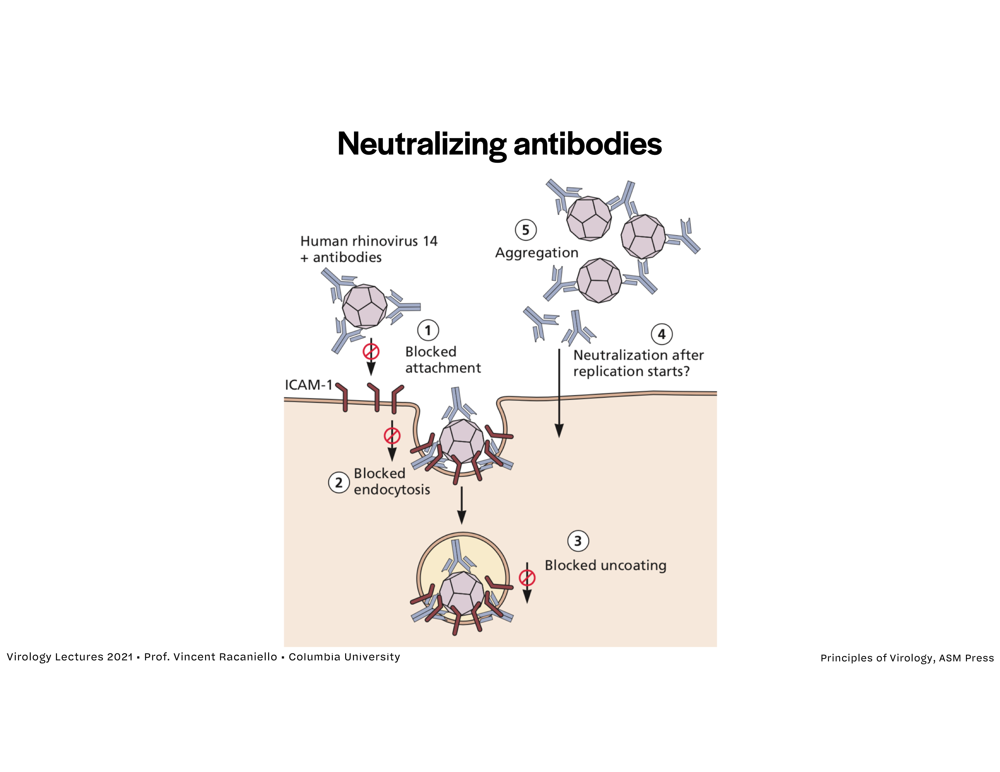 Neutralizing antibodies
Human rhinovirus 14
+ antibodies
5
Aggregation
1
Blocked
attachment
4
Neutralization after
replication starts?
ICAM-1
2
Blocked
endocytosis
3
Blocked uncoating
Virology Lectures 2021 ▪ Prof. Vincent Racaniello ▪ Columbia University
Principles of Virology, ASM Press